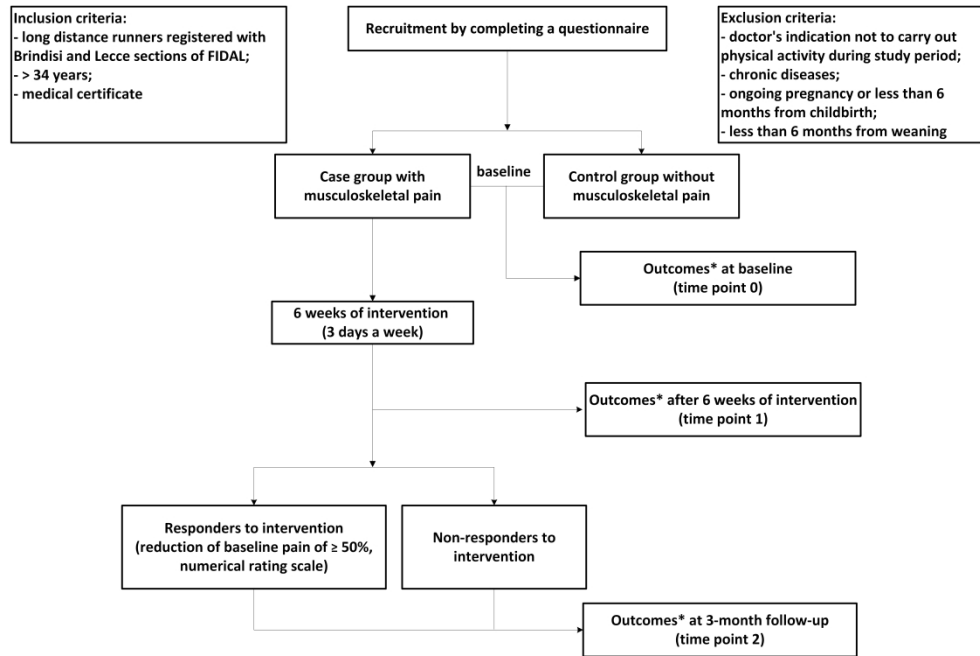 Inclusion criteria:
- long distance runners registered with
Brindisi and Lecce sections of FIDAL;
- > 34 years;
- medical certificate
Recruitment by completing a questionnaire
Exclusion criteria:
- doctor's indication not to carry out
physical activity during study period;
- chronic diseases;
- ongoing pregnancy or less than 6
months from childbirth;
- less than 6 months from weaning
Case group with
musculoskeletal pain
baseline
Control group without
musculoskeletal pain
Outcomes* at baseline
(time point 0)
6 weeks of intervention
(3 days a week)
Outcomes* after 6 weeks of intervention
(time point 1)
Responders to intervention
(reduction of baseline pain of ≥ 50%,
numerical rating scale)
Non-responders to
intervention
Outcomes* at 3-month follow-up
(time point 2)